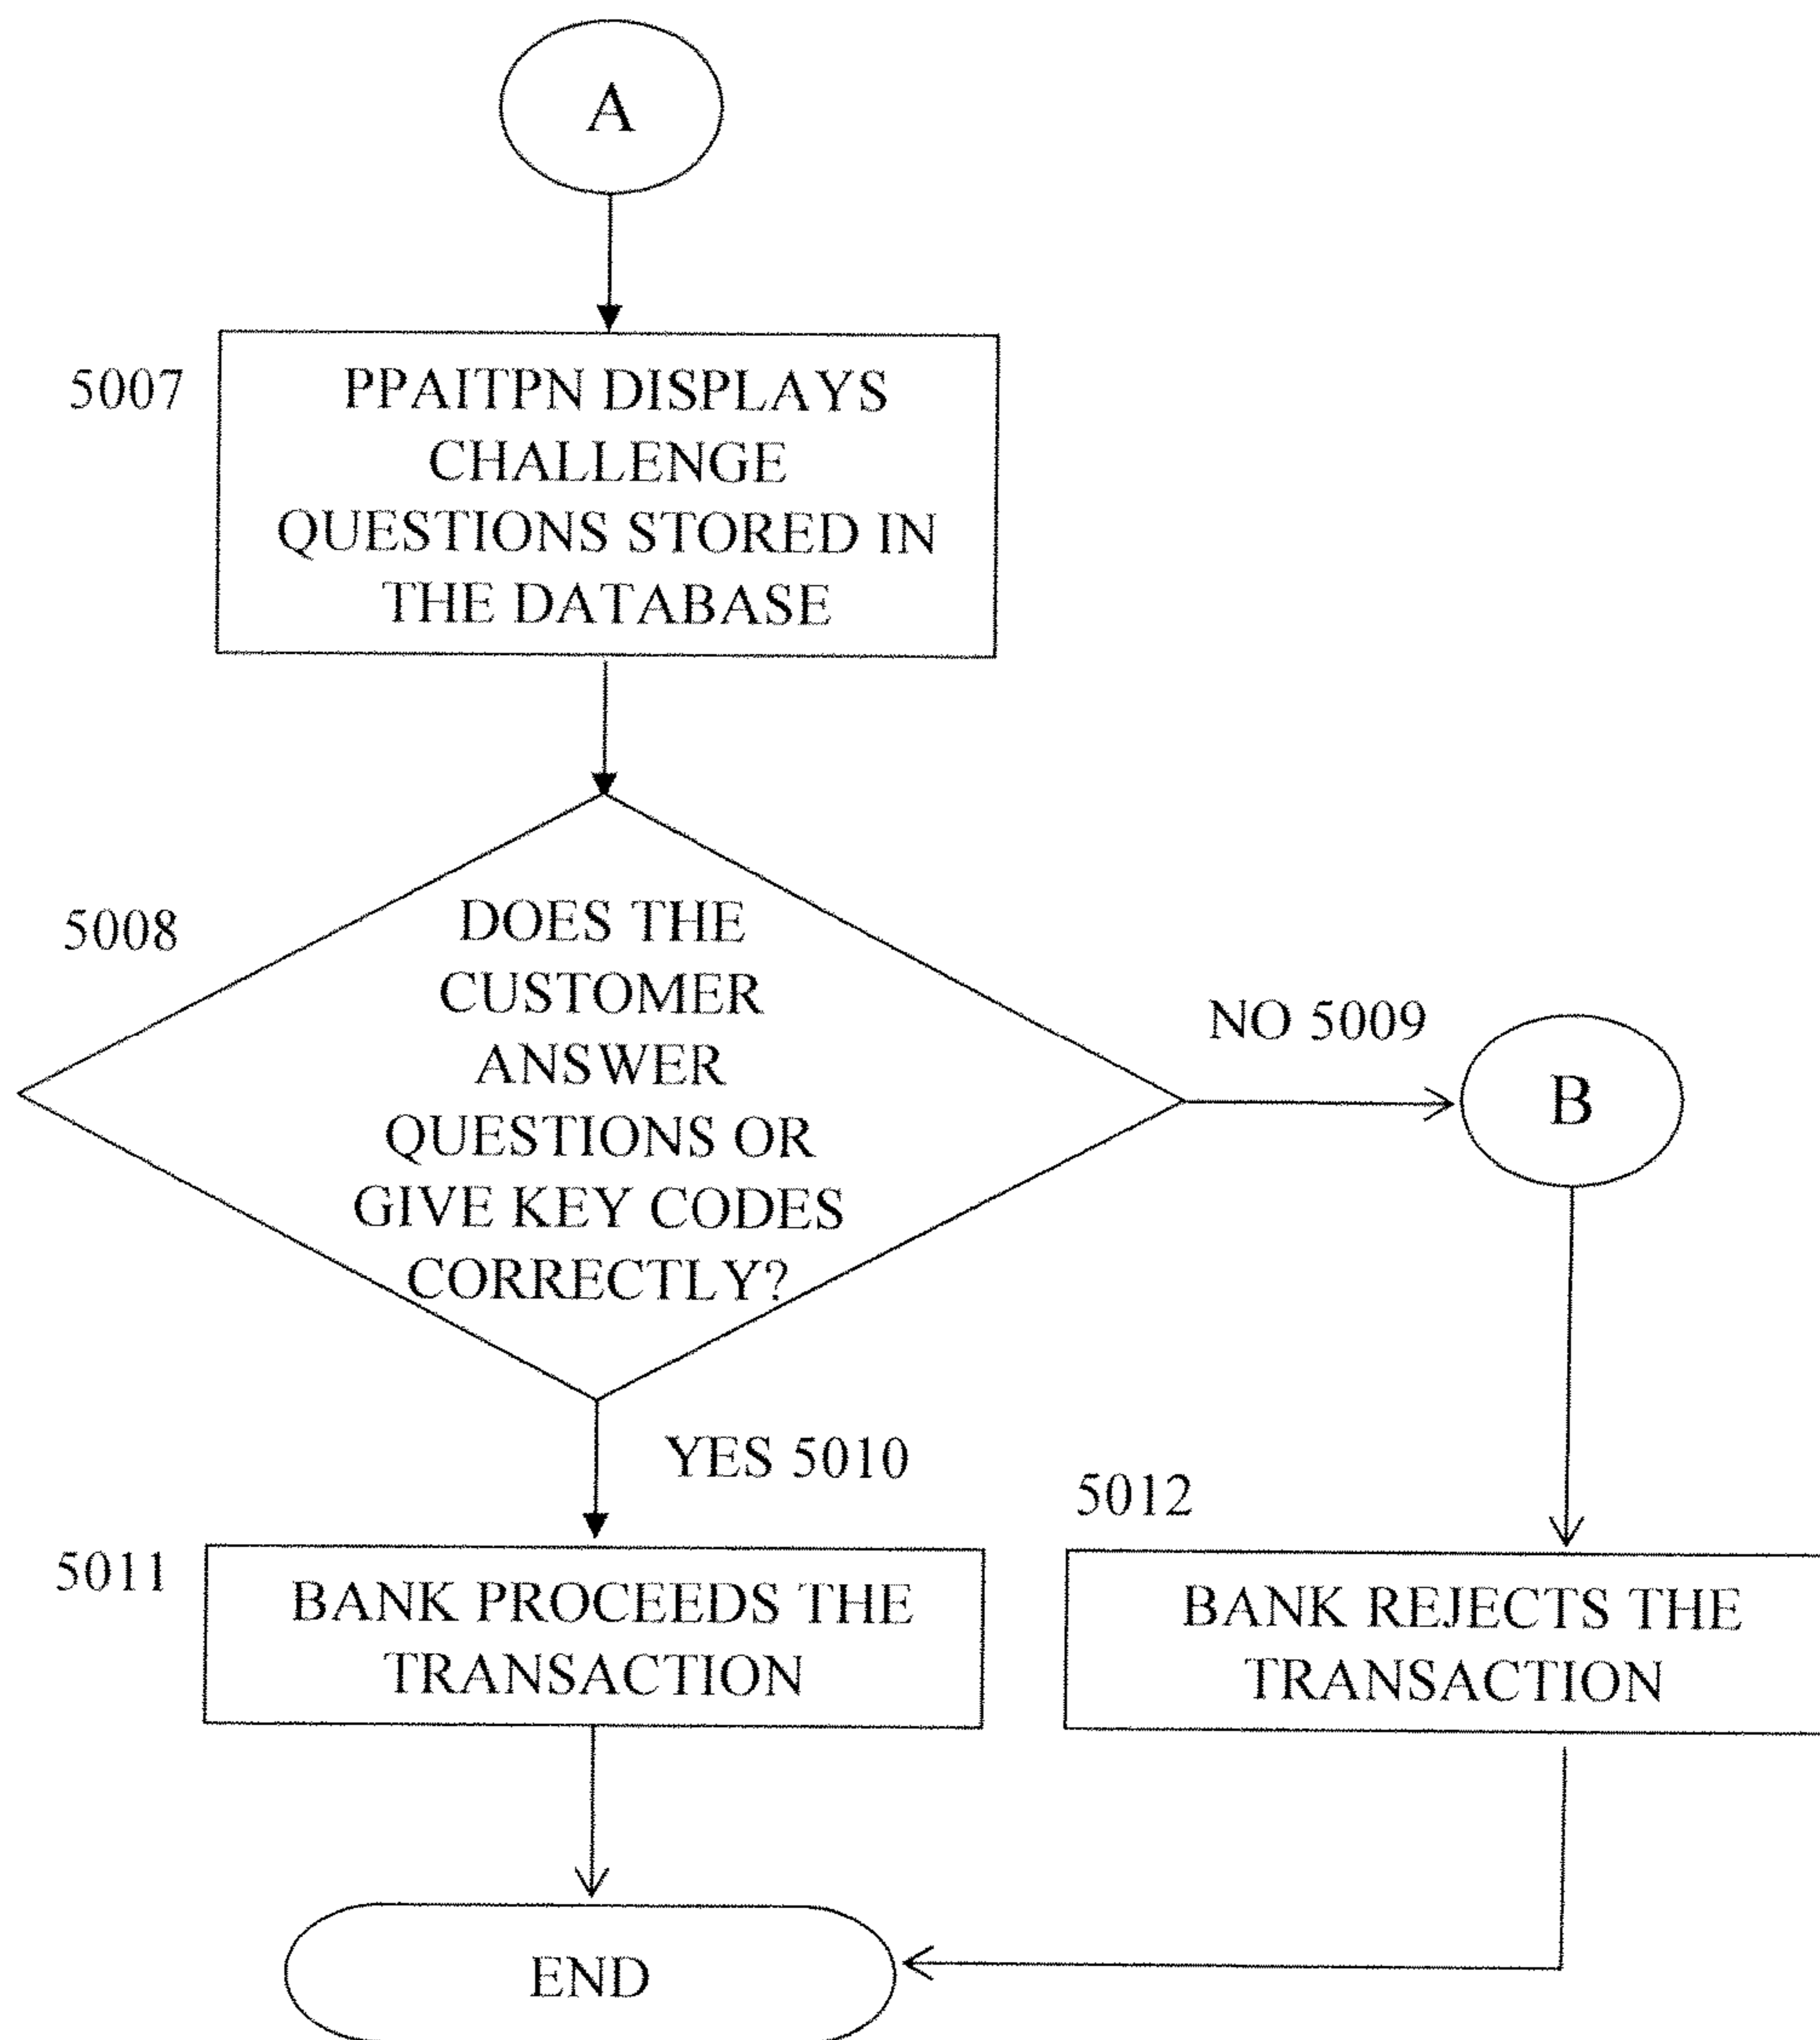 A
5007
PPAITPN DISPLAYS
CHALLENGE
QUESTIONS STORED IN
THE DATABASE
5008
DOES THE
CUSTOMER
ANSWER
QUESTIONS OR
GIVE KEY CODES
CORRECTLY?
NO 5009
B
YES 5010
5011
BANK PROCEEDS THE
TRANSACTION
5012
BANK REJECTS THE
TRANSACTION
END